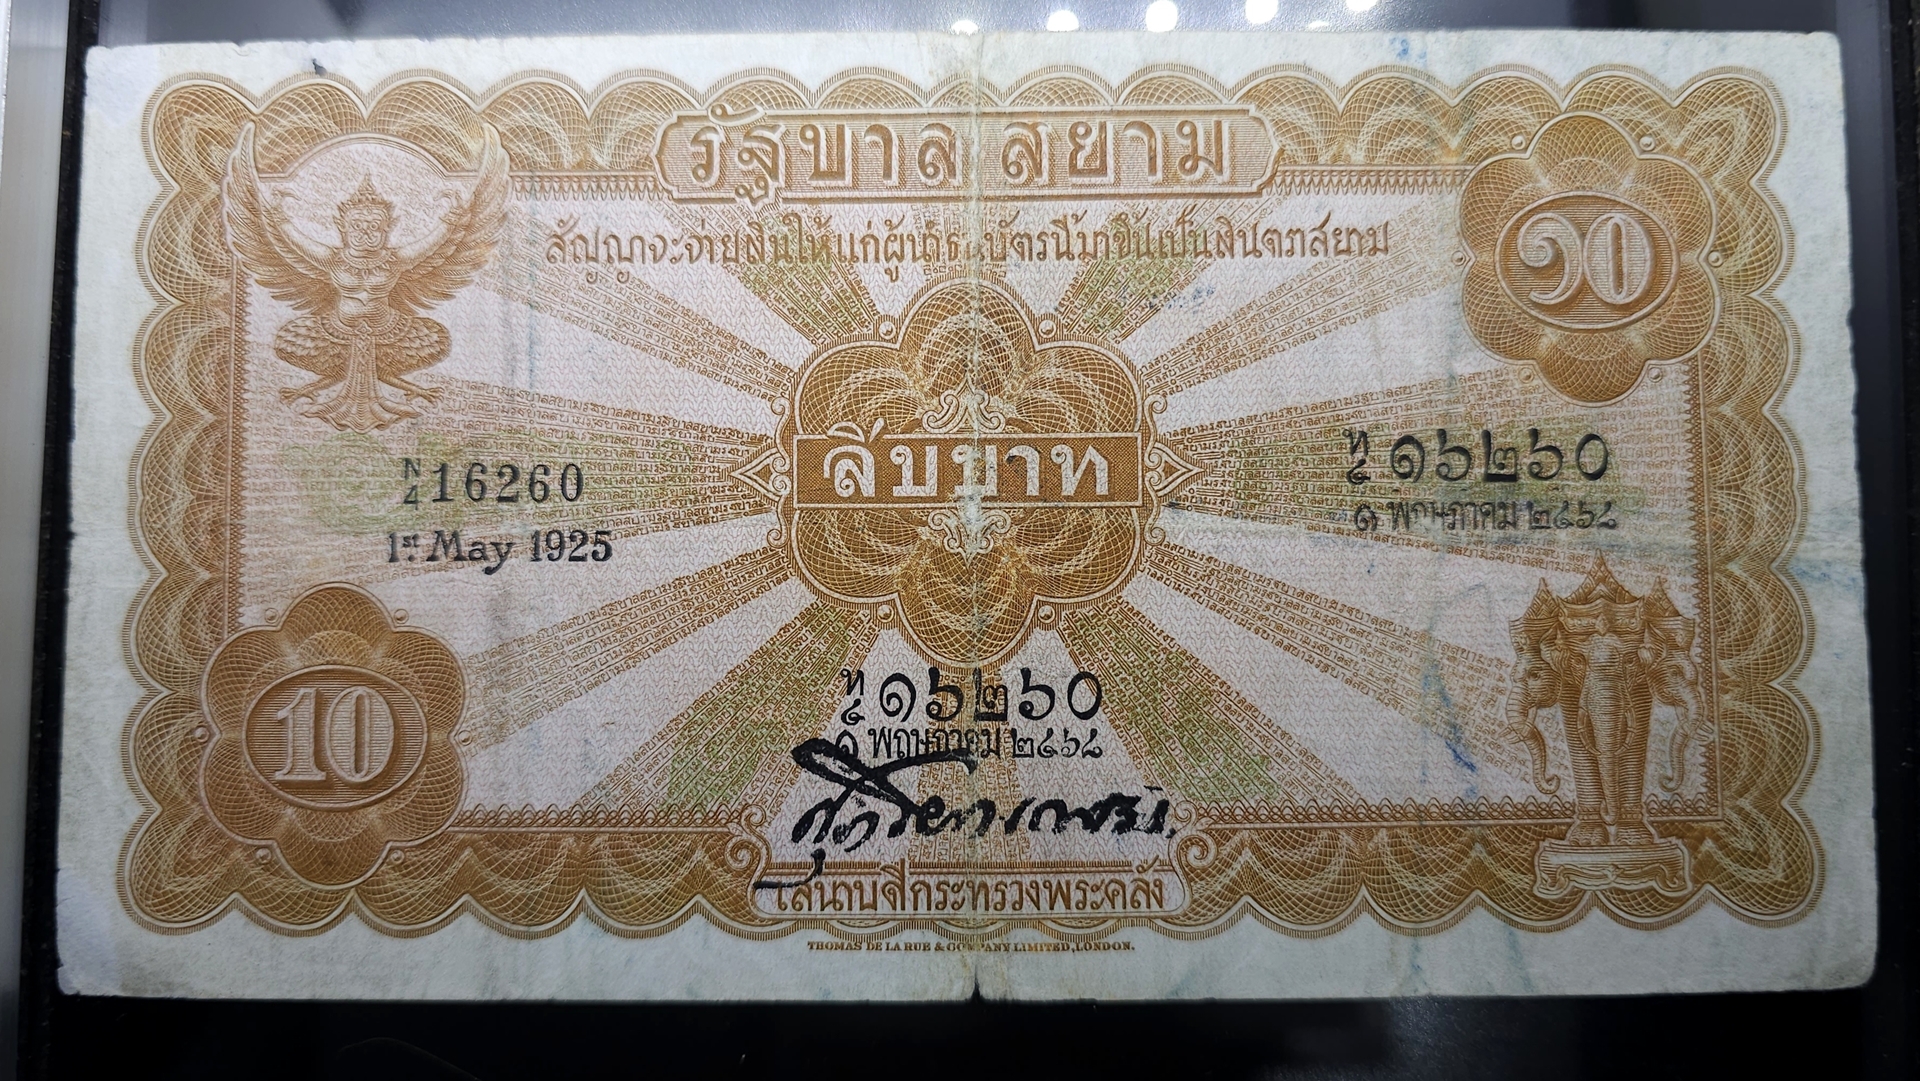 รัฐบาล สยาม
สัญญาจะจ่ายเงินให้แก่ผู้นำธนบัตรนี้มาขึ้นเป็นเงินตราสยาม
๑๐
สิบบาท
N/4 16260
1st May 1925
ห/๔ ๑๖๒๖๐
๑ พฤษภาคม ๒๔๖๘
10
ห/๔ ๑๖๒๖๐
๑ พฤษภาคม ๒๔๖๘
เสนาบดีกระทรวงพระคลัง
THOMAS DE LA RUE & COMPANY LIMITED, LONDON.